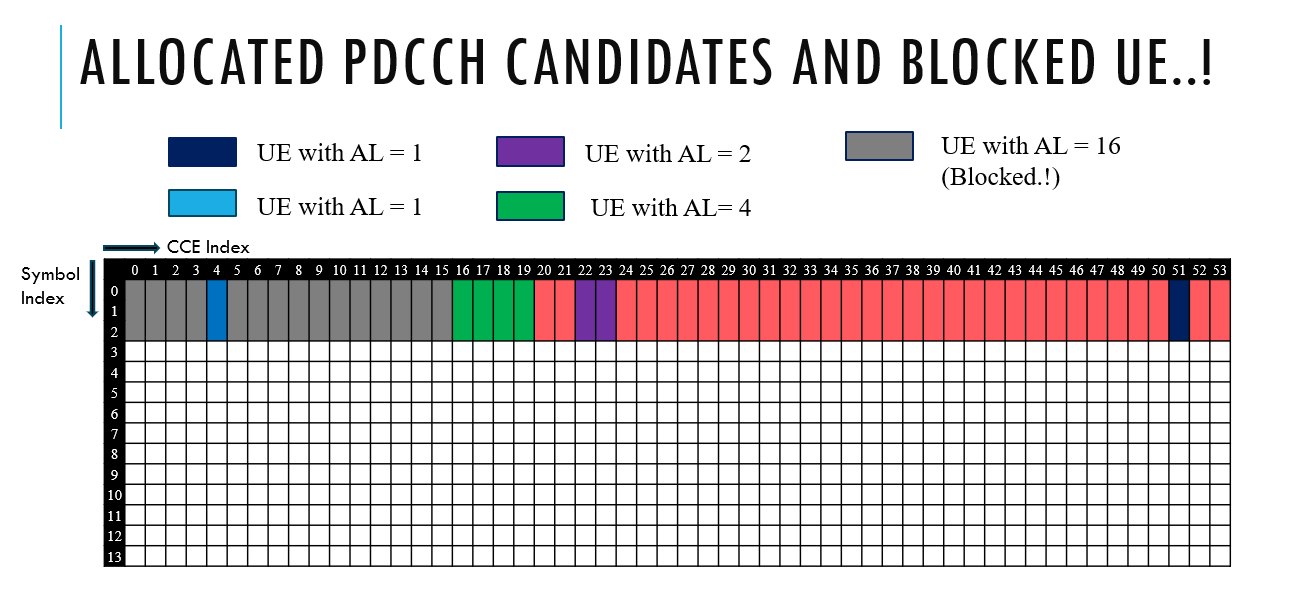 ALLOCATED PDCCH CANDIDATES AND BLOCKED UE..!
UE with AL = 1
UE with AL = 2
UE with AL = 16
(Blocked.!)
UE with AL = 1
UE with AL= 4
CCE Index
Symbol
Index
0 1 2 3 4 5 6 7 8 9 10 11 12 13 14 15 16 17 18 19 20 21 22 23 24 25 26 27 28 29 30 31 32 33 34 35 36 37 38 39 40 41 42 43 44 45 46 47 48 49 50 51 52 53
0
1
2
3
4
5
6
7
8
9
10
11
12
13